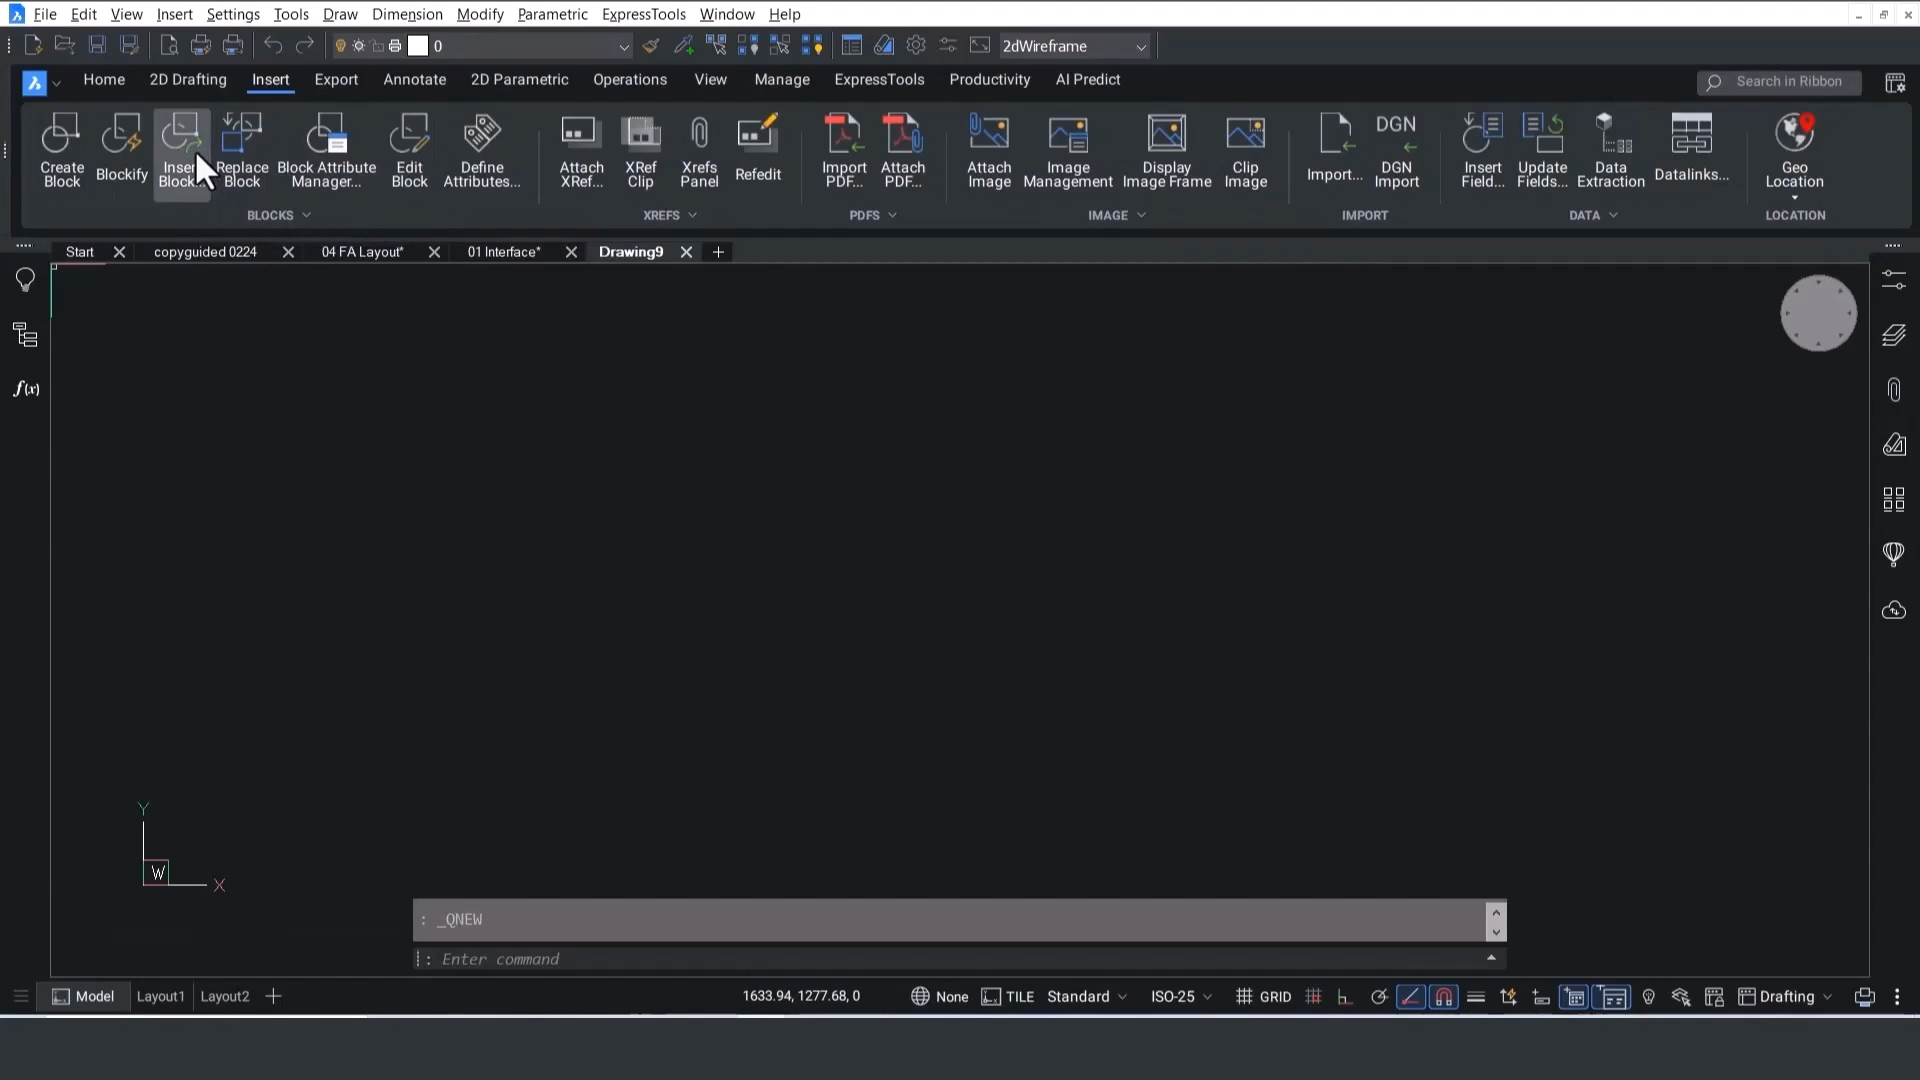 File Edit View Insert Settings Tools Draw Dimension Modify Parametric ExpressTools Window Help
0 2dWireframe
Home 2D Drafting Insert Export Annotate 2D Parametric Operations View Manage ExpressTools Productivity AI Predict Search in Ribbon
Create Block
Blockify
Block...
Replace Block
Block Attribute Manager...
Edit Block
Define Attributes...
Attach XRef...
XRef Clip
Xrefs Panel
Refedit
Import PDF...
Attach PDF...
Attach Image
Image Management
Display Image Frame
Clip Image
Import...
DGN
DGN Import
Insert Field...
Update Fields...
Data Extraction
Datalinks...
Geo Location
BLOCKS XREFS PDFS IMAGE IMPORT DATA LOCATION
Start copyguided 0224 04 FA Layout* 01 Interface* Drawing9
f(x)
Y
W X
: _QNEW
: Enter command
Model Layout1 Layout2 1633.94, 1277.68, 0 None TILE Standard ISO-25 GRID Drafting